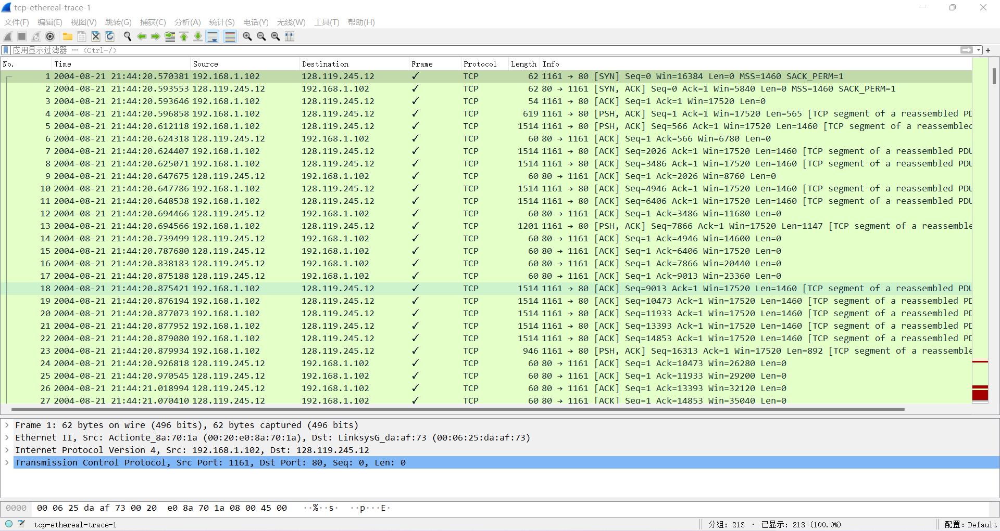 tcp-ethereal-trace-1
文件(F) 编辑(E) 视图(V) 跳转(G) 捕获(C) 分析(A) 统计(S) 电话(Y) 无线(W) 工具(T) 帮助(H)
应用显示过滤器 … <Ctrl-/>
No. Time Source Destination Frame Protocol Length Info
1 2004-08-21 21:44:20.570381 192.168.1.102 128.119.245.12 ✓ TCP 62 1161 → 80 [SYN] Seq=0 Win=16384 Len=0 MSS=1460 SACK_PERM=1
2 2004-08-21 21:44:20.593553 128.119.245.12 192.168.1.102 ✓ TCP 62 80 → 1161 [SYN, ACK] Seq=0 Ack=1 Win=5840 Len=0 MSS=1460 SACK_PERM=1
3 2004-08-21 21:44:20.593646 192.168.1.102 128.119.245.12 ✓ TCP 54 1161 → 80 [ACK] Seq=1 Ack=1 Win=17520 Len=0
4 2004-08-21 21:44:20.596858 192.168.1.102 128.119.245.12 ✓ TCP 619 1161 → 80 [PSH, ACK] Seq=1 Ack=1 Win=17520 Len=565 [TCP segment of a reassembled PD
5 2004-08-21 21:44:20.612118 192.168.1.102 128.119.245.12 ✓ TCP 1514 1161 → 80 [PSH, ACK] Seq=566 Ack=1 Win=17520 Len=1460 [TCP segment of a reassembled
6 2004-08-21 21:44:20.624318 128.119.245.12 192.168.1.102 ✓ TCP 60 80 → 1161 [ACK] Seq=1 Ack=566 Win=6780 Len=0
7 2004-08-21 21:44:20.624407 192.168.1.102 128.119.245.12 ✓ TCP 1514 1161 → 80 [ACK] Seq=2026 Ack=1 Win=17520 Len=1460 [TCP segment of a reassembled PDU
8 2004-08-21 21:44:20.625071 192.168.1.102 128.119.245.12 ✓ TCP 1514 1161 → 80 [ACK] Seq=3486 Ack=1 Win=17520 Len=1460 [TCP segment of a reassembled PDU
9 2004-08-21 21:44:20.647675 128.119.245.12 192.168.1.102 ✓ TCP 60 80 → 1161 [ACK] Seq=1 Ack=2026 Win=8760 Len=0
10 2004-08-21 21:44:20.647786 192.168.1.102 128.119.245.12 ✓ TCP 1514 1161 → 80 [ACK] Seq=4946 Ack=1 Win=17520 Len=1460 [TCP segment of a reassembled PDU
11 2004-08-21 21:44:20.648538 192.168.1.102 128.119.245.12 ✓ TCP 1514 1161 → 80 [ACK] Seq=6406 Ack=1 Win=17520 Len=1460 [TCP segment of a reassembled PDU
12 2004-08-21 21:44:20.694466 128.119.245.12 192.168.1.102 ✓ TCP 60 80 → 1161 [ACK] Seq=1 Ack=3486 Win=11680 Len=0
13 2004-08-21 21:44:20.694566 192.168.1.102 128.119.245.12 ✓ TCP 1201 1161 → 80 [PSH, ACK] Seq=7866 Ack=1 Win=17520 Len=1147 [TCP segment of a reassemble
14 2004-08-21 21:44:20.739499 128.119.245.12 192.168.1.102 ✓ TCP 60 80 → 1161 [ACK] Seq=1 Ack=4946 Win=14600 Len=0
15 2004-08-21 21:44:20.787680 128.119.245.12 192.168.1.102 ✓ TCP 60 80 → 1161 [ACK] Seq=1 Ack=6406 Win=17520 Len=0
16 2004-08-21 21:44:20.838183 128.119.245.12 192.168.1.102 ✓ TCP 60 80 → 1161 [ACK] Seq=1 Ack=7866 Win=20440 Len=0
17 2004-08-21 21:44:20.875188 128.119.245.12 192.168.1.102 ✓ TCP 60 80 → 1161 [ACK] Seq=1 Ack=9013 Win=23360 Len=0
18 2004-08-21 21:44:20.875421 192.168.1.102 128.119.245.12 ✓ TCP 1514 1161 → 80 [ACK] Seq=9013 Ack=1 Win=17520 Len=1460 [TCP segment of a reassembled PDU
19 2004-08-21 21:44:20.876194 192.168.1.102 128.119.245.12 ✓ TCP 1514 1161 → 80 [ACK] Seq=10473 Ack=1 Win=17520 Len=1460 [TCP segment of a reassembled PD
20 2004-08-21 21:44:20.877073 192.168.1.102 128.119.245.12 ✓ TCP 1514 1161 → 80 [ACK] Seq=11933 Ack=1 Win=17520 Len=1460 [TCP segment of a reassembled PD
21 2004-08-21 21:44:20.877952 192.168.1.102 128.119.245.12 ✓ TCP 1514 1161 → 80 [ACK] Seq=13393 Ack=1 Win=17520 Len=1460 [TCP segment of a reassembled PD
22 2004-08-21 21:44:20.879080 192.168.1.102 128.119.245.12 ✓ TCP 1514 1161 → 80 [ACK] Seq=14853 Ack=1 Win=17520 Len=1460 [TCP segment of a reassembled PD
23 2004-08-21 21:44:20.879934 192.168.1.102 128.119.245.12 ✓ TCP 946 1161 → 80 [PSH, ACK] Seq=16313 Ack=1 Win=17520 Len=892 [TCP segment of a reassemble
24 2004-08-21 21:44:20.926818 128.119.245.12 192.168.1.102 ✓ TCP 60 80 → 1161 [ACK] Seq=1 Ack=10473 Win=26280 Len=0
25 2004-08-21 21:44:20.970545 128.119.245.12 192.168.1.102 ✓ TCP 60 80 → 1161 [ACK] Seq=1 Ack=11933 Win=29200 Len=0
26 2004-08-21 21:44:21.018994 128.119.245.12 192.168.1.102 ✓ TCP 60 80 → 1161 [ACK] Seq=1 Ack=13393 Win=32120 Len=0
27 2004-08-21 21:44:21.070410 128.119.245.12 192.168.1.102 ✓ TCP 60 80 → 1161 [ACK] Seq=1 Ack=14853 Win=35040 Len=0
Frame 1: 62 bytes on wire (496 bits), 62 bytes captured (496 bits)
Ethernet II, Src: Actionte_8a:70:1a (00:20:e0:8a:70:1a), Dst: LinksysG_da:af:73 (00:06:25:da:af:73)
Internet Protocol Version 4, Src: 192.168.1.102, Dst: 128.119.245.12
Transmission Control Protocol, Src Port: 1161, Dst Port: 80, Seq: 0, Len: 0
0000 00 06 25 da af 73 00 20 e0 8a 70 1a 08 00 45 00 ··%··s· ··p···E·
tcp-ethereal-trace-1 分组: 213 · 已显示: 213 (100.0%) 配置: Default